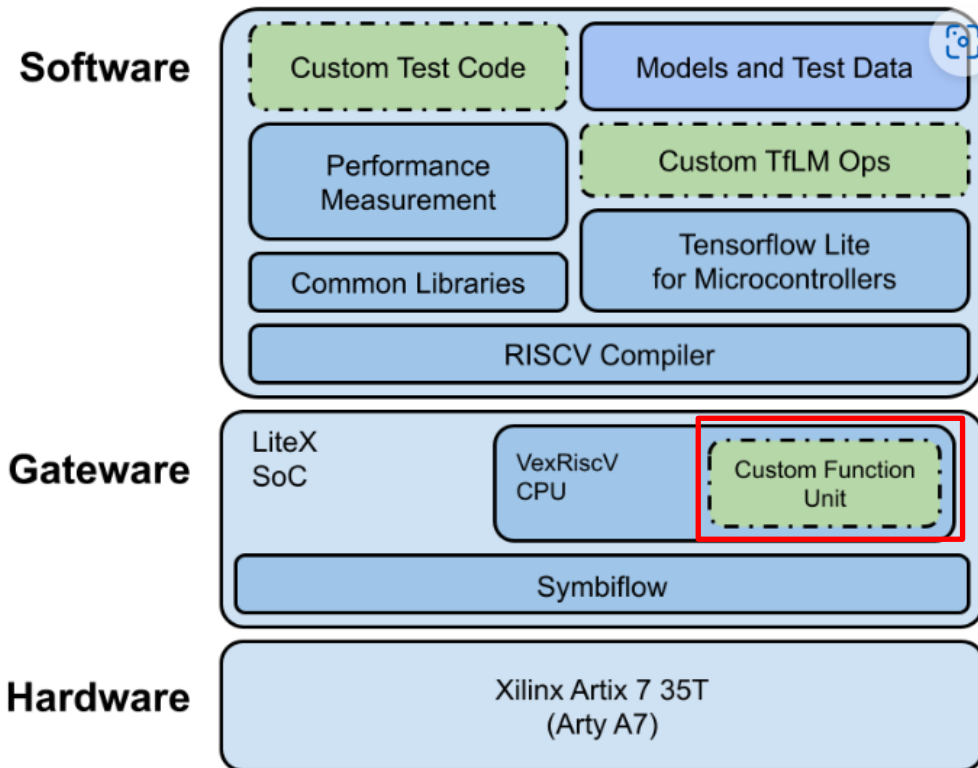 Software
Custom Test Code
Models and Test Data
Performance
Measurement
Custom TfLM Ops
Common Libraries
Tensorflow Lite
for Microcontrollers
RISCV Compiler
Gateware
LiteX
SoC
VexRiscV
CPU
Custom Function
Unit
Symbiflow
Hardware
Xilinx Artix 7 35T
(Arty A7)